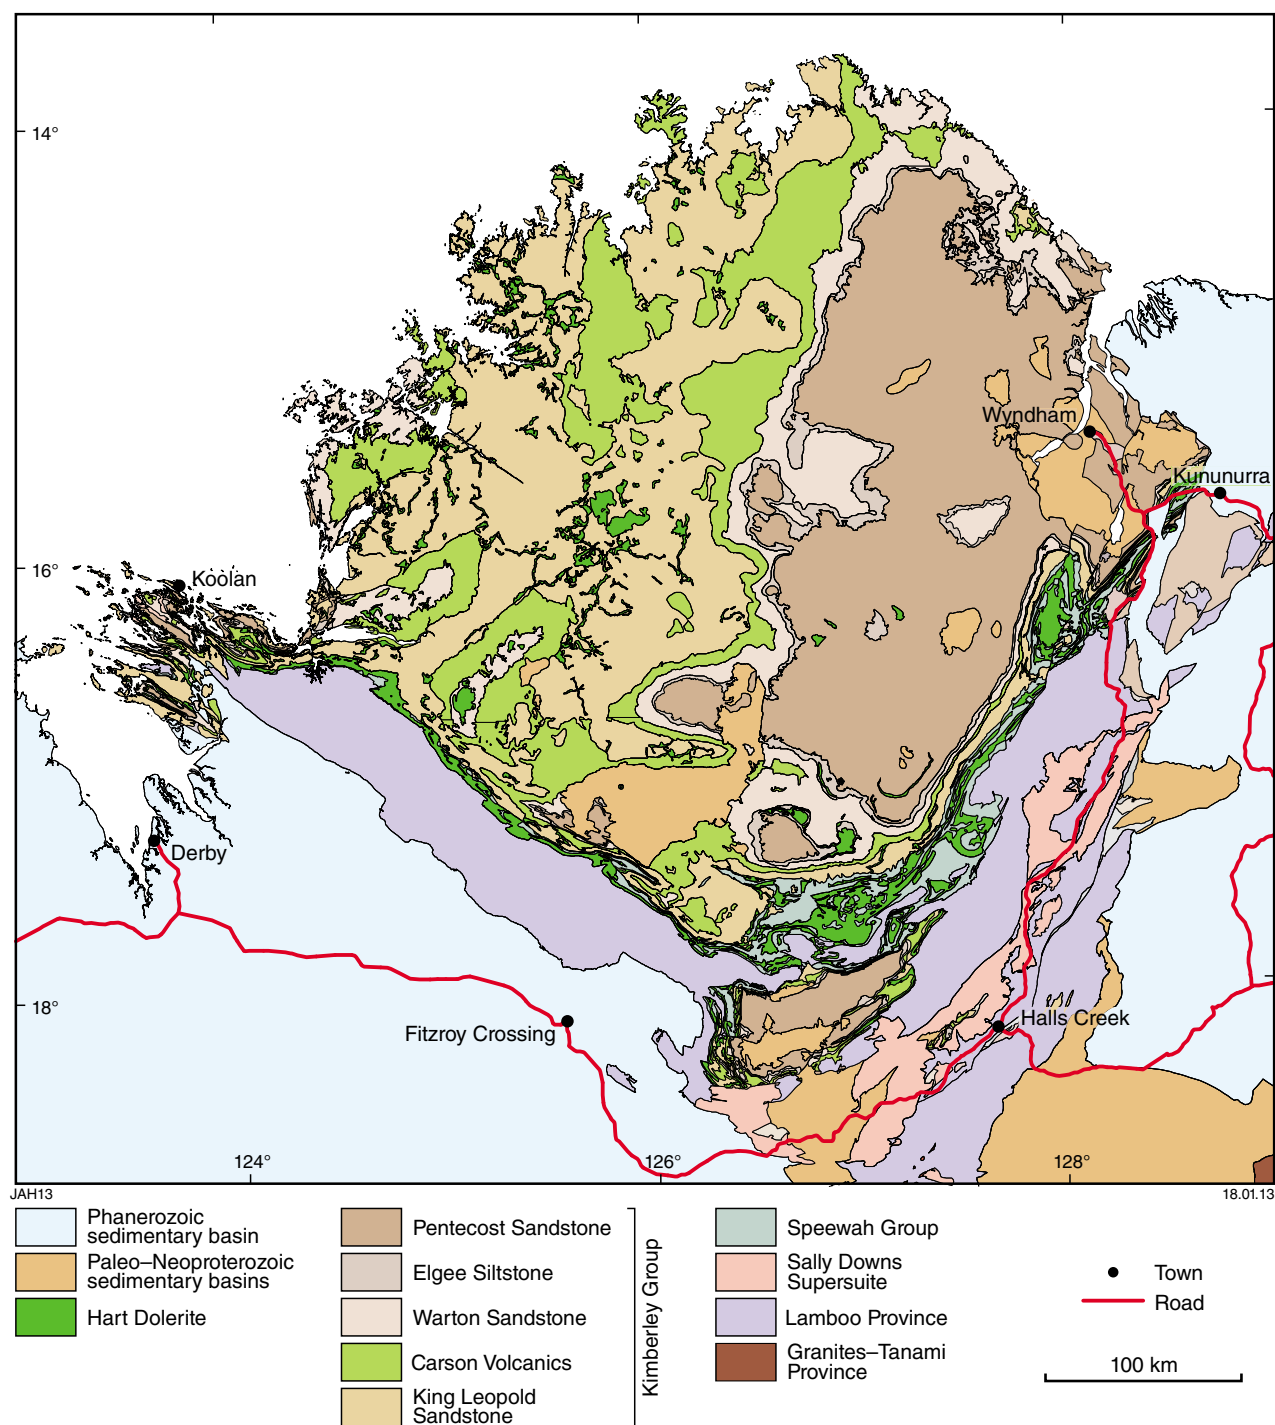 14°
Wyndham
Kununurra
16°
Koolan
Derby
18°
Fitzroy Crossing
Halls Creek
124°
126°
128°
JAH13
18.01.13
Phanerozoic
sedimentary basin
Paleo–Neoproterozoic
sedimentary basins
Hart Dolerite
Pentecost Sandstone
Elgee Siltstone
Warton Sandstone
Carson Volcanics
King Leopold
Sandstone
Kimberley Group
Speewah Group
Sally Downs
Supersuite
Lamboo Province
Granites–Tanami
Province
Town
Road
100 km